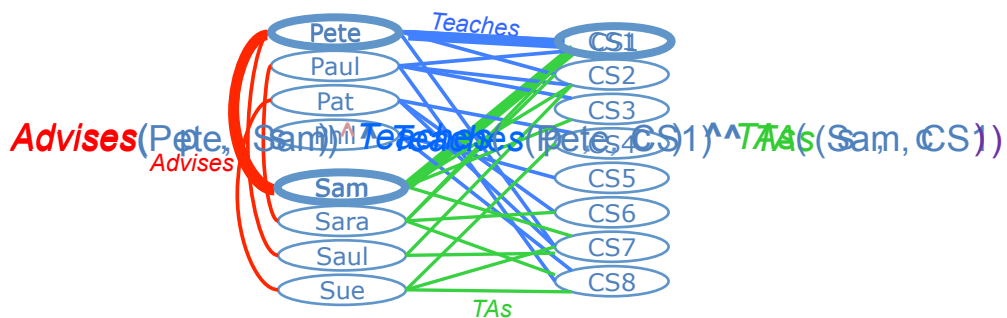 Teaches
Pete
CS1
Paul
CS2
Pat
CS3
Advises(Pete, Sam) ^ Teaches(Pete, CS1) ^ TAs(Sam, CS1)
CS4
Advises
Sam
CS5
Sara
CS6
Saul
CS7
Sue
CS8
TAs